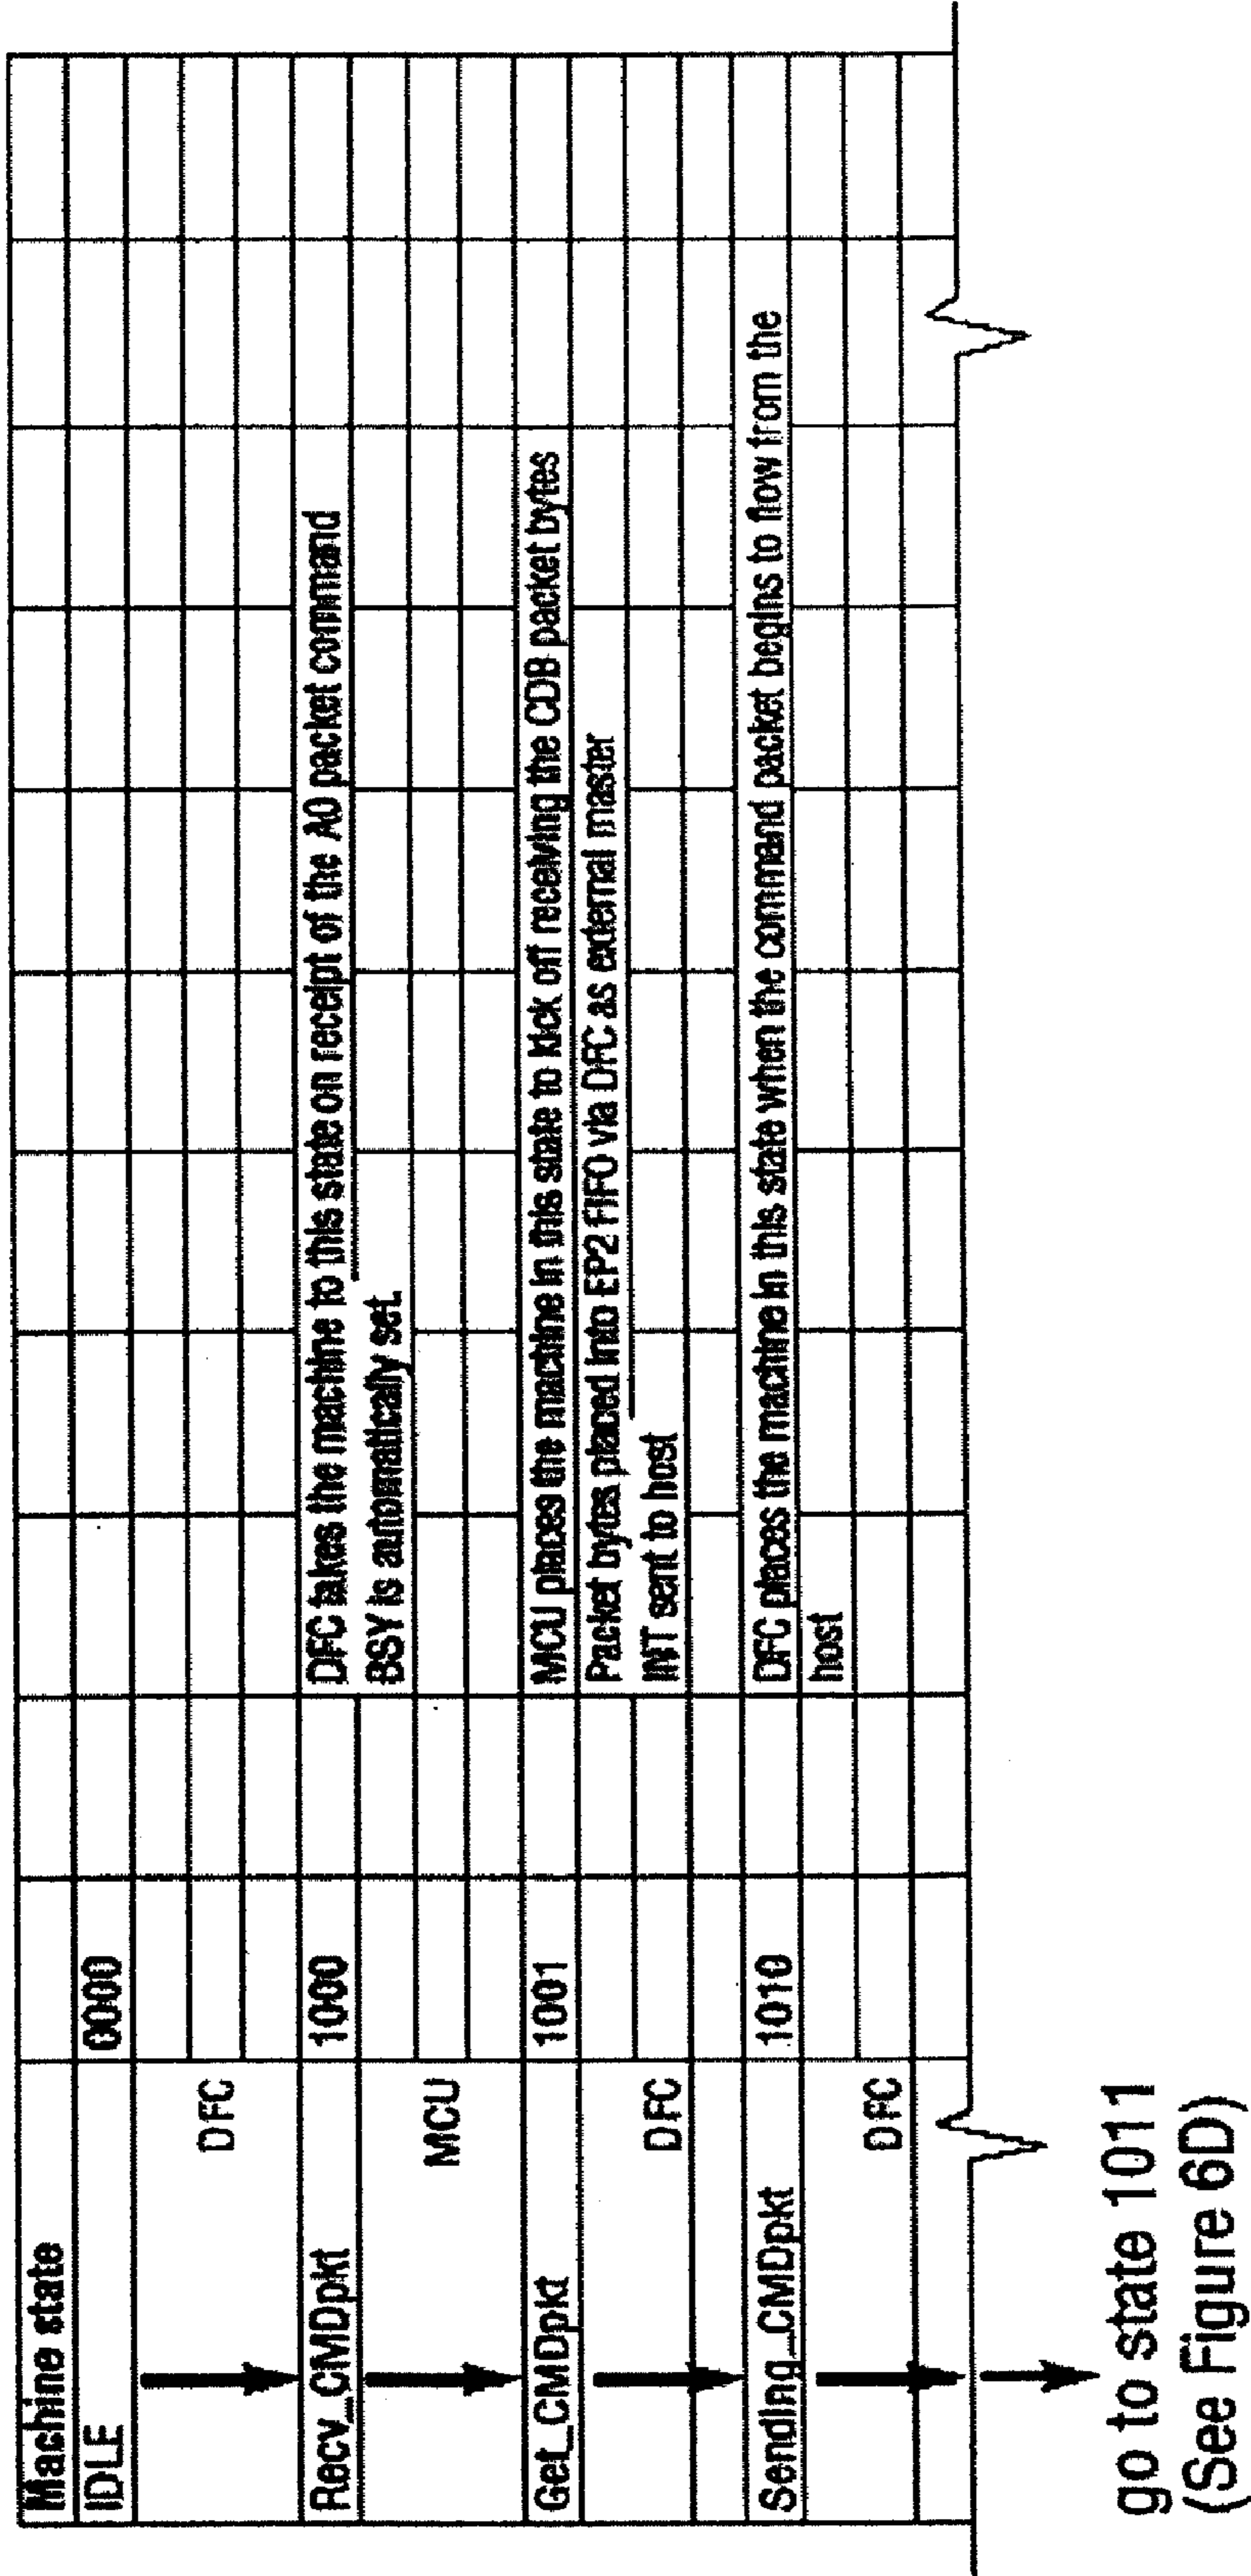 Machine state
IDLE 0000
DFC
Recv_CMDpkt 1000 DFC takes the machine to this state on receipt of the A0 packet command
BSY is automatically set.
MCU
Get_CMDpkt 1001 MCU places the machine in this state to kick off receiving the CDB packet bytes
Packet bytes placed into EP2 FIFO via DFC as external master
DFC INT sent to host
Sending_CMDpkt 1010 DFC places the machine in this state when the command packet begins to flow from the
host
DFC
go to state 1011
(See Figure 6D)